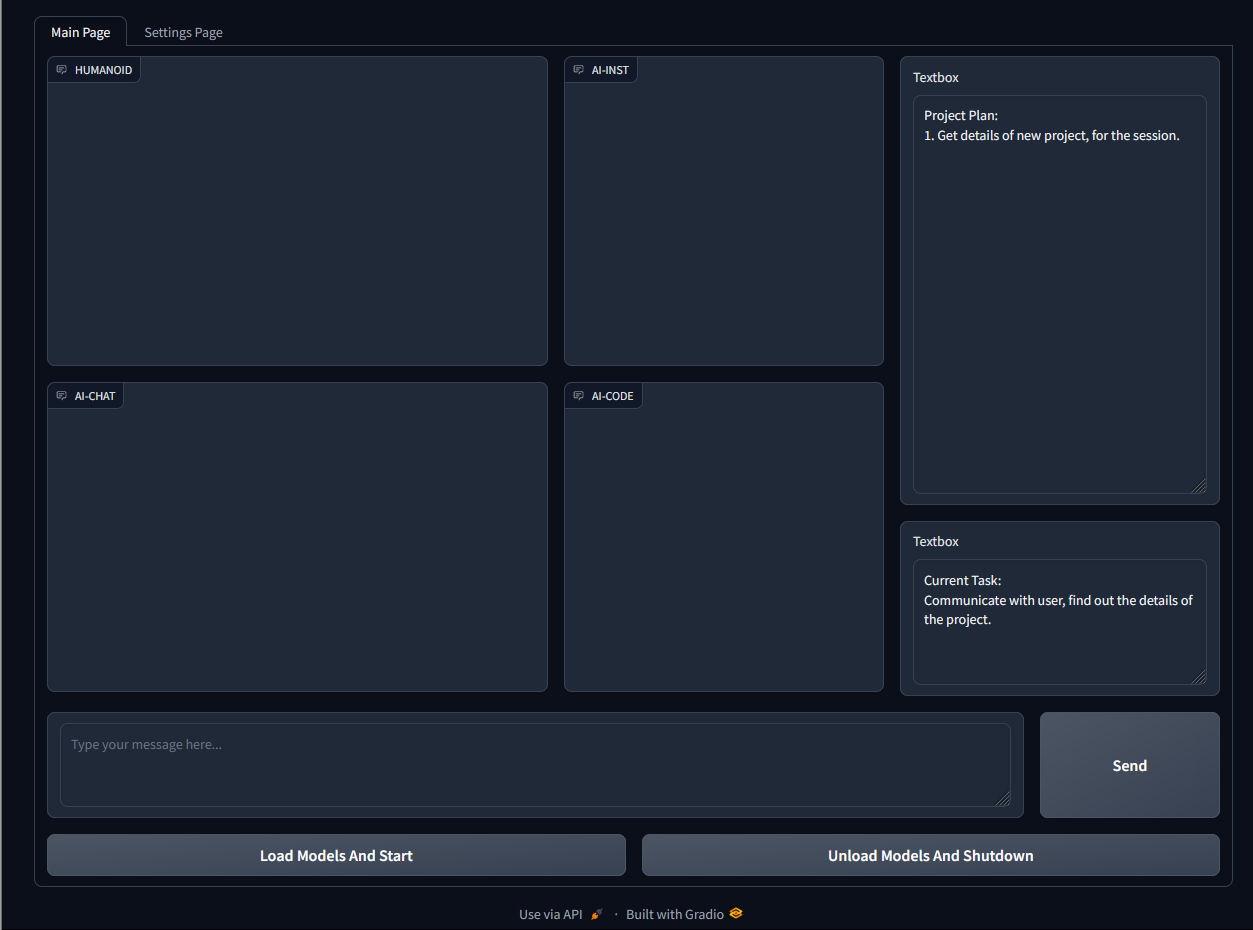 Main Page
Settings Page
HUMANOID
AI-INST
Textbox
Project Plan:
1. Get details of new project, for the session.
AI-CHAT
AI-CODE
Textbox
Current Task:
Communicate with user, find out the details of
the project.
Type your message here...
Send
Load Models And Start
Unload Models And Shutdown
Use via API · Built with Gradio